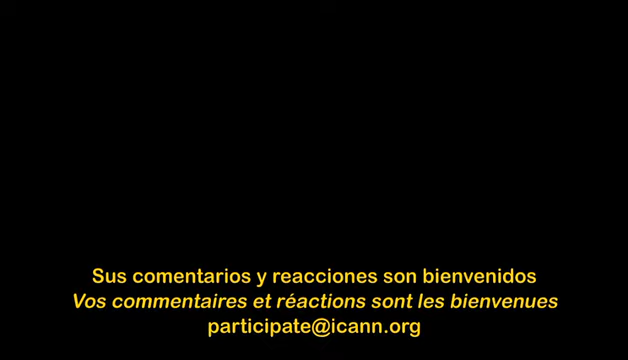 Sus comentarios y reacciones son bienvenidos
Vos commentaires et réactions sont les bienvenues
participate@icann.org